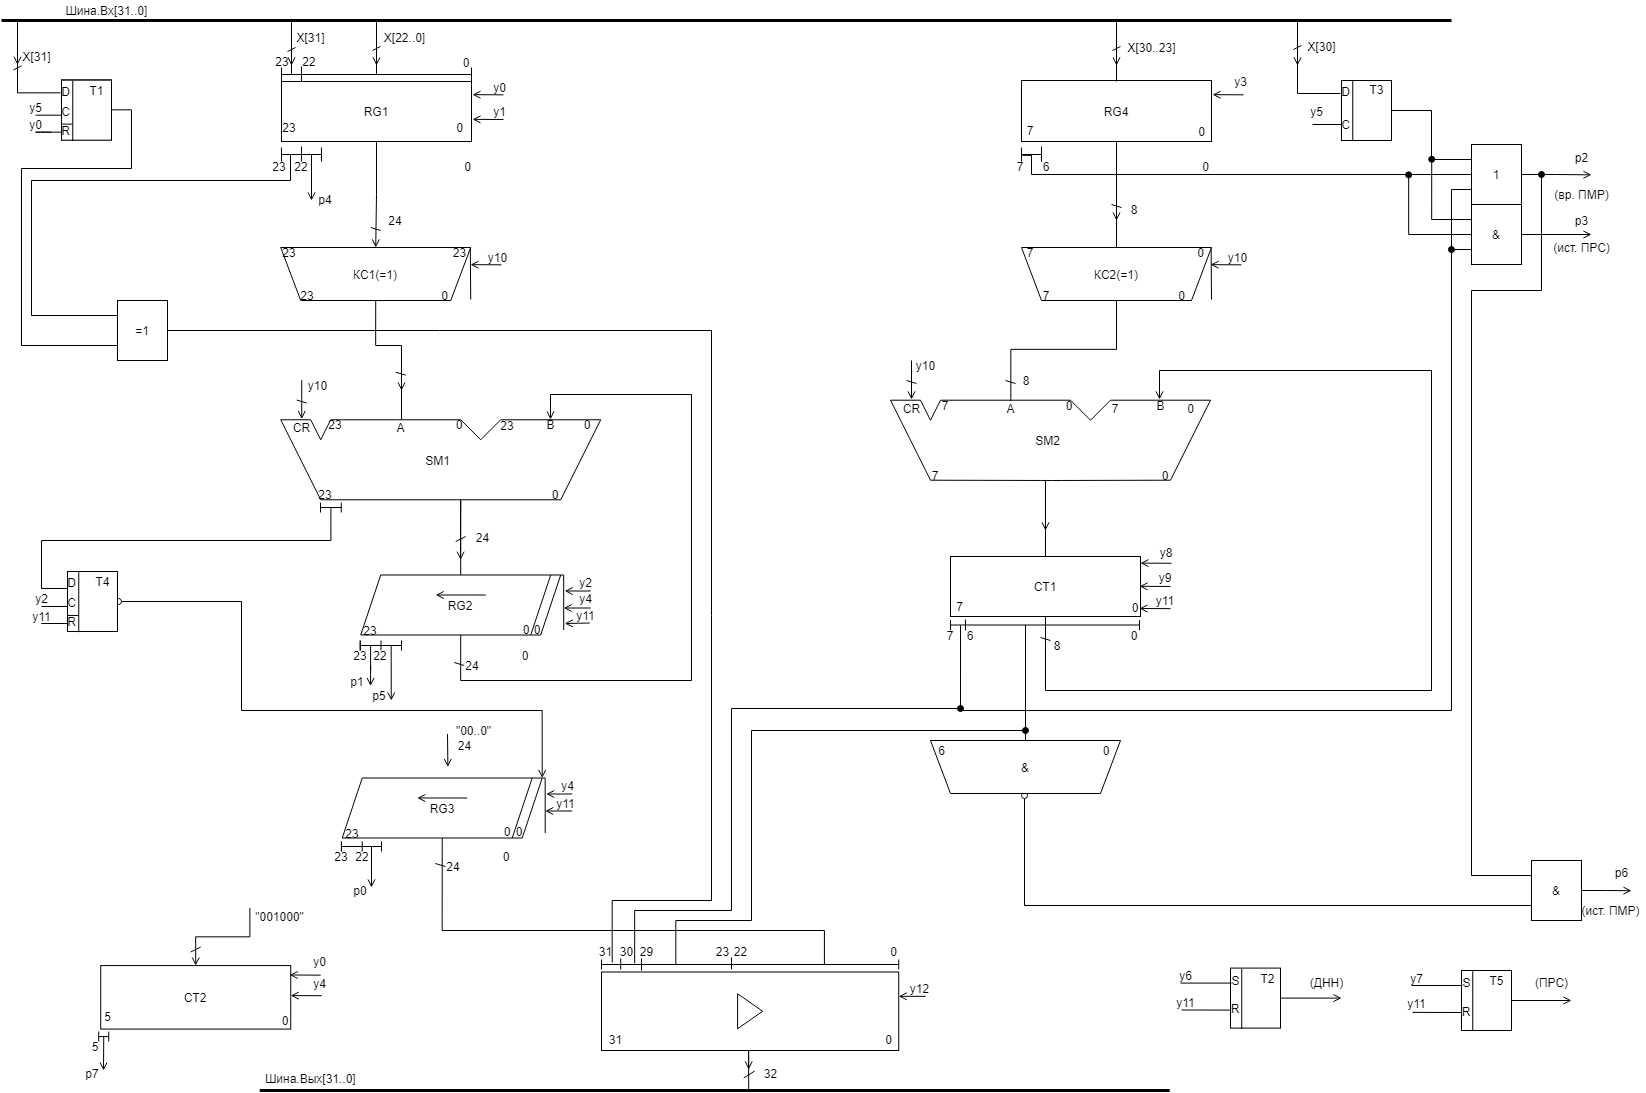 Шина.Вх[31..0]
X[31]
X[31]
X[22..0]
X[30..23]
X[30]
23 22 0
D T1
y5 C
y0 R
RG1
23 0
y0
y1
23 22 0
p4
24
RG4
7 0
y3
7 6 0
8
D T3
y5 C
1
p2
(вр. ПМР)
&
p3
(ист. ПРС)
23 23
КС1(=1)
23 0
y10
7 0
КС2(=1)
7 0
y10
=1
y10
CR 23 A 0 23 B 0
SM1
23 0
24
y10
8
CR 7 A 0 7 B 0
SM2
7 0
D T4
y2 C
y11 R
RG2
23 0 0
y2
y4
y11
23 22 0
p1
p5
24
CT1
7 0
y8
y9
y11
7 6 0
8
"00..0"
24
RG3
23 0 0
y4
y11
23 22 0
p0
24
6 0
&
&
p6
(ист. ПМР)
"001000"
CT2
5 0
y0
y4
5
p7
31 30 29 23 22 0
31 0
y12
32
y6 S T2
y11 R
(ДНН)
y7 S T5
y11 R
(ПРС)
Шина.Вых[31..0]